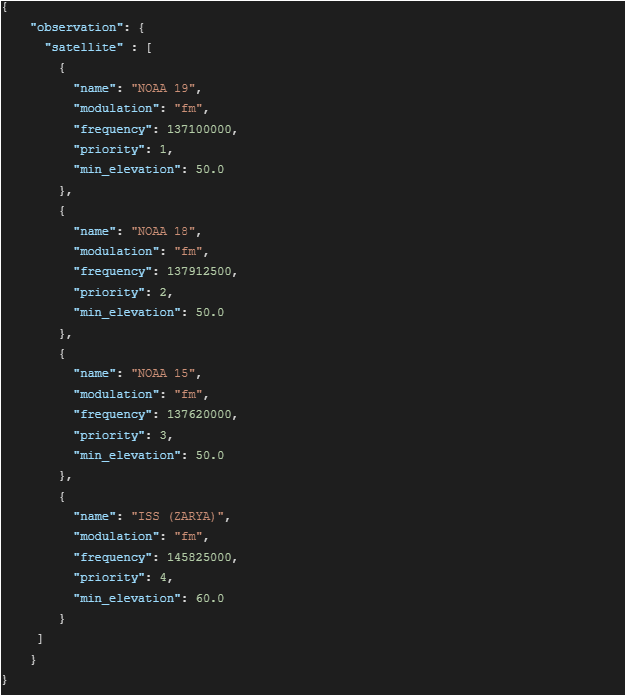 {
    "observation": {
      "satellite" : [
        {
          "name": "NOAA 19",
          "modulation": "fm",
          "frequency": 137100000,
          "priority": 1,
          "min_elevation": 50.0
        },
        {
          "name": "NOAA 18",
          "modulation": "fm",
          "frequency": 137912500,
          "priority": 2,
          "min_elevation": 50.0
        },
        {
          "name": "NOAA 15",
          "modulation": "fm",
          "frequency": 137620000,
          "priority": 3,
          "min_elevation": 50.0
        },
        {
          "name": "ISS (ZARYA)",
          "modulation": "fm",
          "frequency": 145825000,
          "priority": 4,
          "min_elevation": 60.0
        }
     ]
    }
}